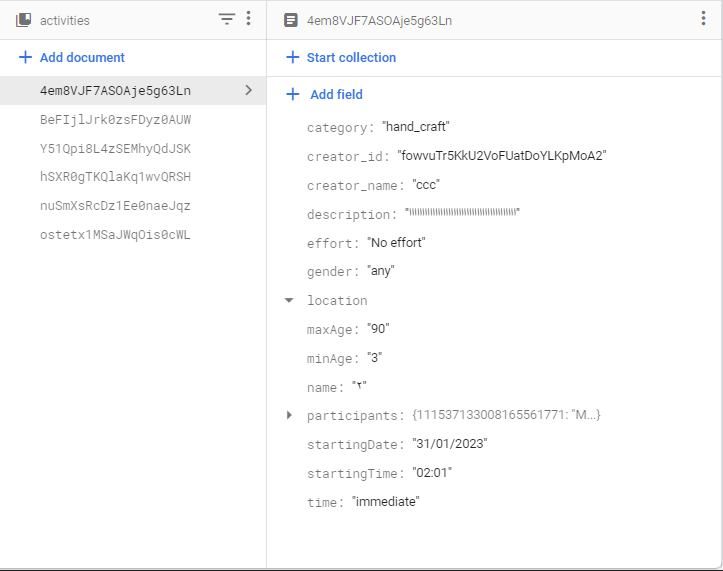 activities
Add document
4em8VJF7ASOAje5g63Ln
BeFIjlJrk0zsFDyz0AUW
Y51Qpi8L4zSEMhyQdJSK
hSXR0gTKQlaKq1wvQRSH
nuSmXsRcDz1Ee0naeJqz
ostetx1MSaJWqOis0cWL
4em8VJF7ASOAje5g63Ln
Start collection
Add field
category: "hand_craft"
creator_id: "fowvuTr5KkU2VoFUatDoYLKpMoA2"
creator_name: "ccc"
description:
effort: "No effort"
gender: "any"
location
maxAge: "90"
minAge: "3"
name: "٢"
participants: {111537133008165561771: "M...}
startingDate: "31/01/2023"
startingTime: "02:01"
time: "immediate"